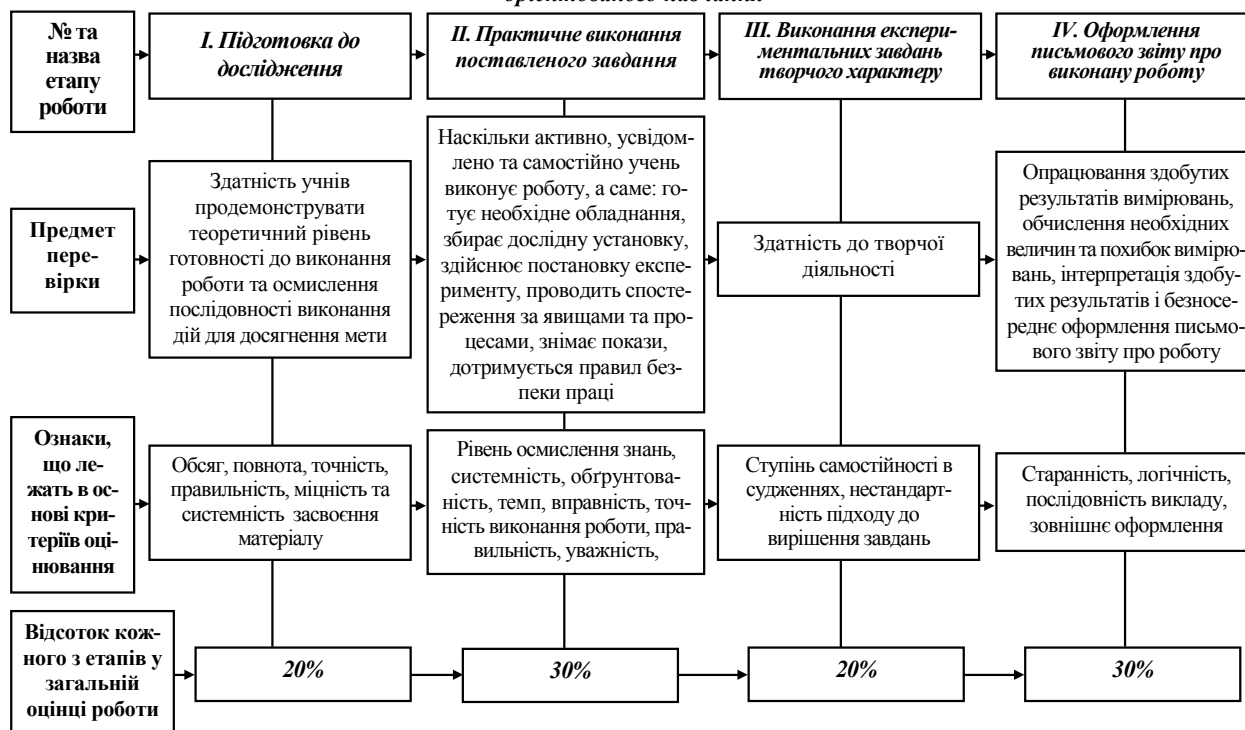 № та
назва
етапу
роботи
I. Підготовка до
дослідження
II. Практичне виконання
поставленого завдання
III. Виконання експери-
ментальних завдань
творчого характеру
IV. Оформлення
письмового звіту про
виконану роботу
Предмет
пере-
вірки
Здатність учнів
продемонструвати
теоретичний рівень
готовності до виконання
роботи та осмислення
послідовності виконання
дій для досягнення мети
Наскільки активно, усвідом-
лено та самостійно учень
виконує роботу, а саме: го-
тує необхідне обладнання,
збирає дослідну установку,
здійснює постановку експе-
рименту, проводить спосте-
реження за явищами та про-
цесами, знімає покази,
дотримується правил без-
пеки праці
Здатність до творчої
діяльності
Опрацювання здобутих
результатів вимірювань,
обчислення необхідних
величин та похибок вимірю-
вань, інтерпретація здобу-
тих результатів і безносе-
реднє оформлення письмо-
вого звіту про роботу
Ознаки,
що ле-
жать в ос-
нові кри-
теріїв оці-
нювання
Обсяг, повнота, точність,
правильність, міцність та
системність засвоєння
матеріалу
Рівень осмислення знань,
системність, обґрунтова-
ність, темп, вправність, точ-
ність виконання роботи, пра-
вильність, уважність,
Ступінь самостійності в
судженнях, нестандарт-
ність підходу до
вирішення завдань
Старанність, логічність,
послідовність викладу,
зовнішнє оформлення
Відсоток кож-
ного з етапів у
загальній
оцінці роботи
20%
30%
20%
30%